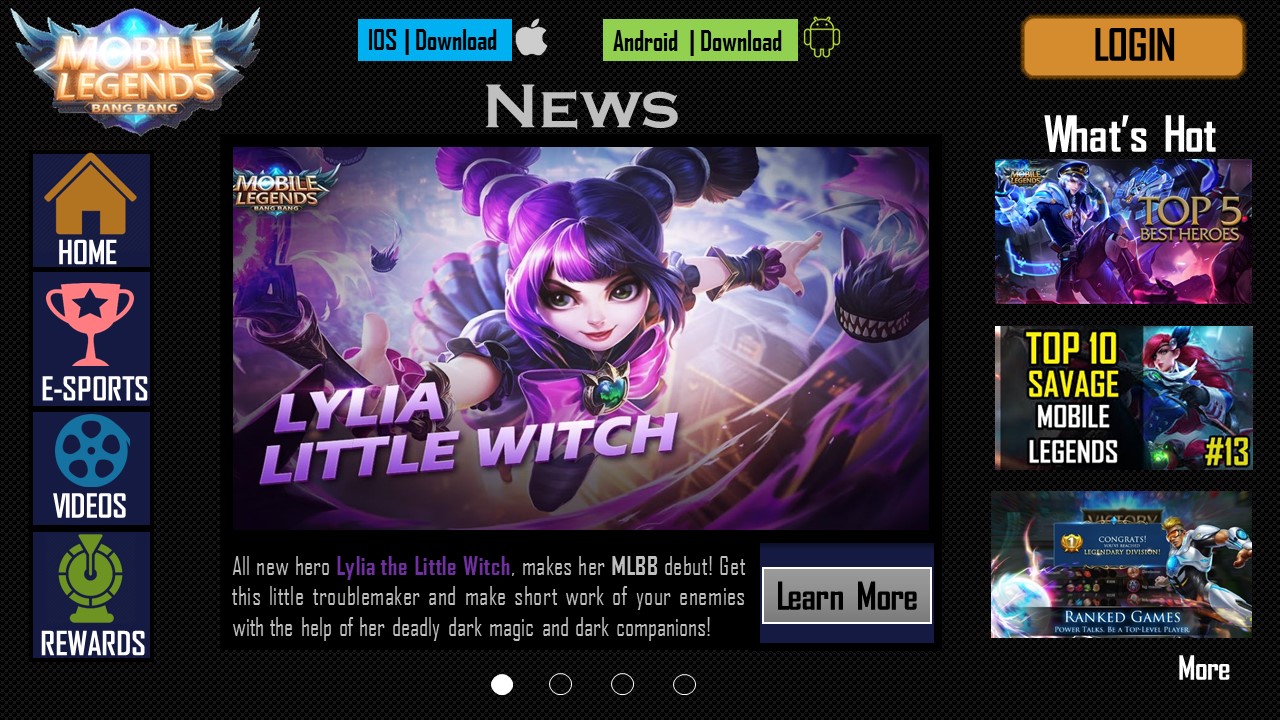 MOBILE
LEGENDS
BANG BANG
IOS | Download
Android | Download
LOGIN
NEWS
What's Hot
HOME
E-SPORTS
VIDEOS
REWARDS
MOBILE
LEGENDS
BANG BANG
LYLIA
LITTLE WITCH
All new hero Lylia the Little Witch, makes her MLBB debut! Get
this little troublemaker and make short work of your enemies
with the help of her deadly dark magic and dark companions!
Learn More
MOBILE
LEGENDS
TOP 5
BEST HEROES
TOP 10
SAVAGE
MOBILE
LEGENDS
#13
VICTORY
CONGRATS!
YOU'VE REACHED
LEGENDARY DIVISION!
RANKED GAMES
POWER TALKS. BE A TOP-LEVEL PLAYER.
More